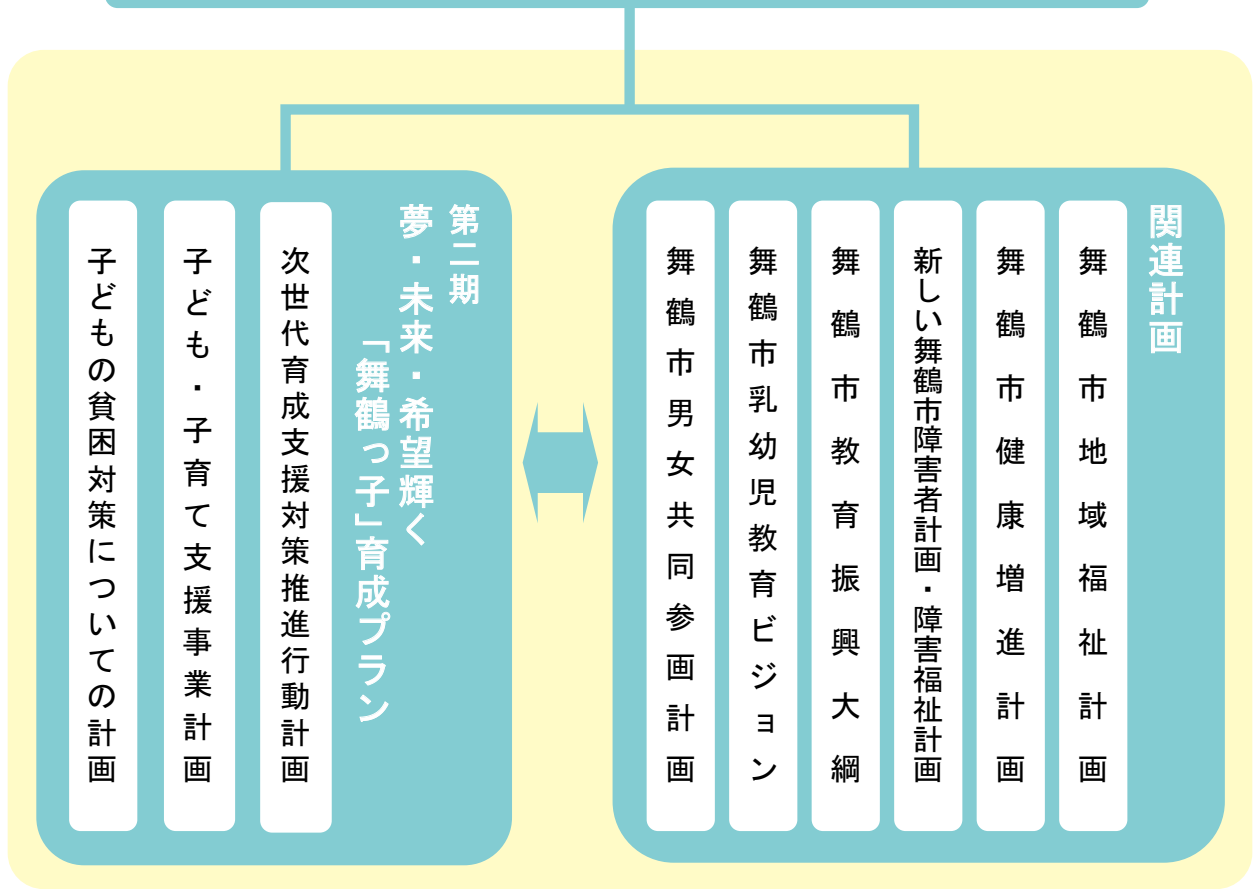 関連計画
舞鶴市地域福祉計画
舞鶴市健康増進計画
新しい舞鶴市障害者計画・障害福祉計画
舞鶴市教育振興大綱
舞鶴市乳幼児教育ビジョン
舞鶴市男女共同参画計画
第二期
夢・未来・希望輝く
「舞鶴っ子」育成プラン
次世代育成支援対策推進行動計画
子ども・子育て支援事業計画
子どもの貧困対策についての計画